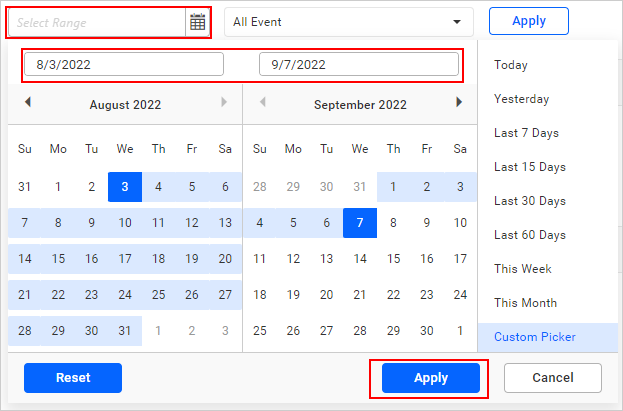 Select Range All Event Apply
8/3/2022 9/7/2022
August 2022 September 2022
Su Mo Tu We Th Fr Sa Su Mo Tu We Th Fr Sa
31 1 2 3 4 5 6 28 29 30 31 1 2 3
7 8 9 10 11 12 13 4 5 6 7 8 9 10
14 15 16 17 18 19 20 11 12 13 14 15 16 17
21 22 23 24 25 26 27 18 19 20 21 22 23 24
28 29 30 31 1 2 3 25 26 27 28 29 30 1
Today
Yesterday
Last 7 Days
Last 15 Days
Last 30 Days
Last 60 Days
This Week
This Month
Custom Picker
Reset Apply Cancel